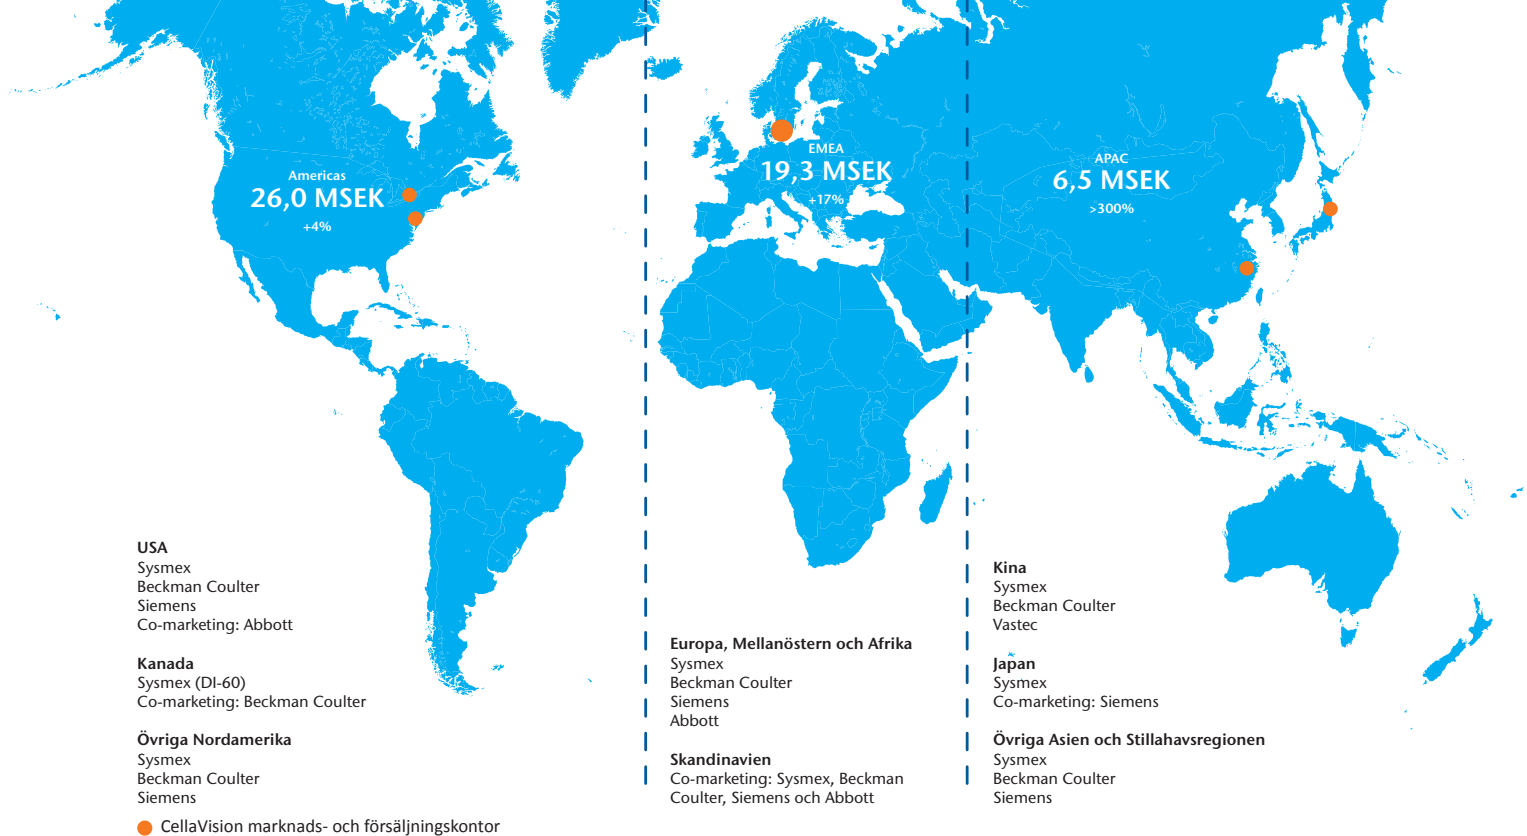 Americas
26,0 MSEK
+4%
EMEA
19,3 MSEK
+17%
APAC
6,5 MSEK
>300%
USA
Sysmex
Beckman Coulter
Siemens
Co-marketing: Abbott
Kanada
Sysmex (DI-60)
Co-marketing: Beckman Coulter
Övriga Nordamerika
Sysmex
Beckman Coulter
Siemens
Europa, Mellanöstern och Afrika
Sysmex
Beckman Coulter
Siemens
Abbott
Skandinavien
Co-marketing: Sysmex, Beckman
Coulter, Siemens och Abbott
Kina
Sysmex
Beckman Coulter
Vastec
Japan
Sysmex
Co-marketing: Siemens
Övriga Asien och Stillahavsregionen
Sysmex
Beckman Coulter
Siemens
CellaVision marknads- och försäljningskontor